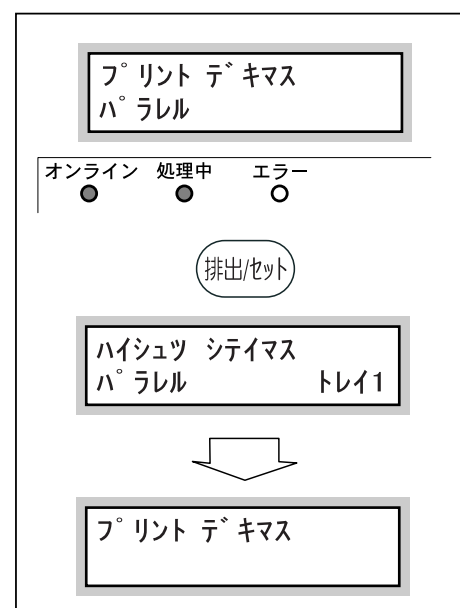 プリント デキマス
パラレル
オンライン 処理中 エラー
排出/セット
ハイシュツ シテイマス
パラレル トレイ1
プリント デキマス